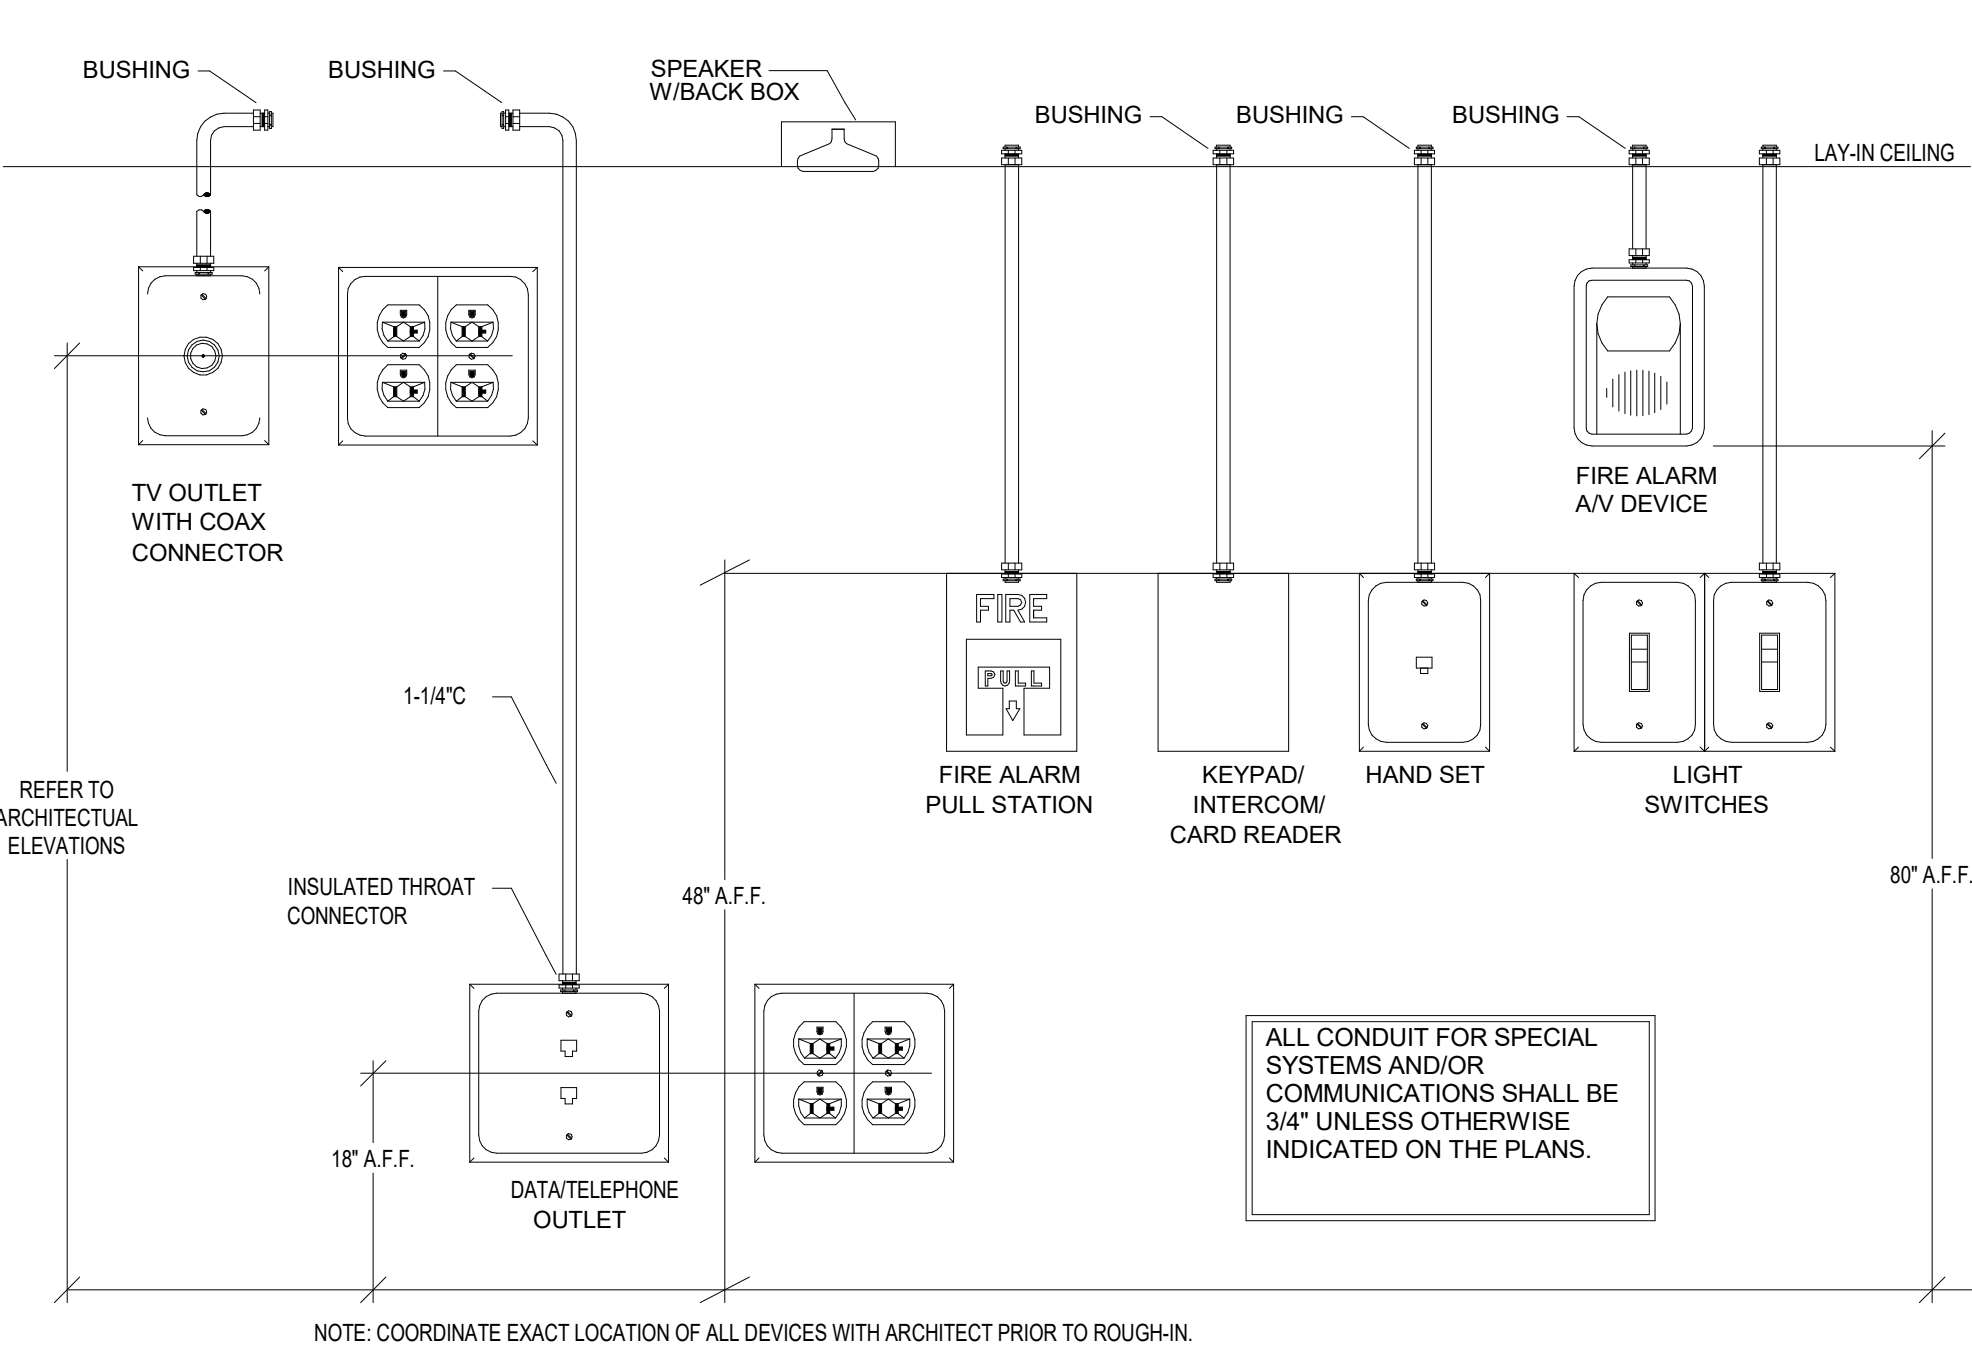 BUSHING
BUSHING
SPEAKER
W/BACK BOX
BUSHING
BUSHING
BUSHING
LAY-IN CEILING
TV OUTLET
WITH COAX
CONNECTOR
FIRE ALARM
A/V DEVICE
FIRE
PULL
1-1/4"C
FIRE ALARM
PULL STATION
KEYPAD/
INTERCOM/
CARD READER
HAND SET
LIGHT
SWITCHES
REFER TO
ARCHITECTUAL
ELEVATIONS
INSULATED THROAT
CONNECTOR
48" A.F.F.
80" A.F.F.
ALL CONDUIT FOR SPECIAL
SYSTEMS AND/OR
COMMUNICATIONS SHALL BE
3/4" UNLESS OTHERWISE
INDICATED ON THE PLANS.
18" A.F.F.
DATA/TELEPHONE
OUTLET
NOTE: COORDINATE EXACT LOCATION OF ALL DEVICES WITH ARCHITECT PRIOR TO ROUGH-IN.